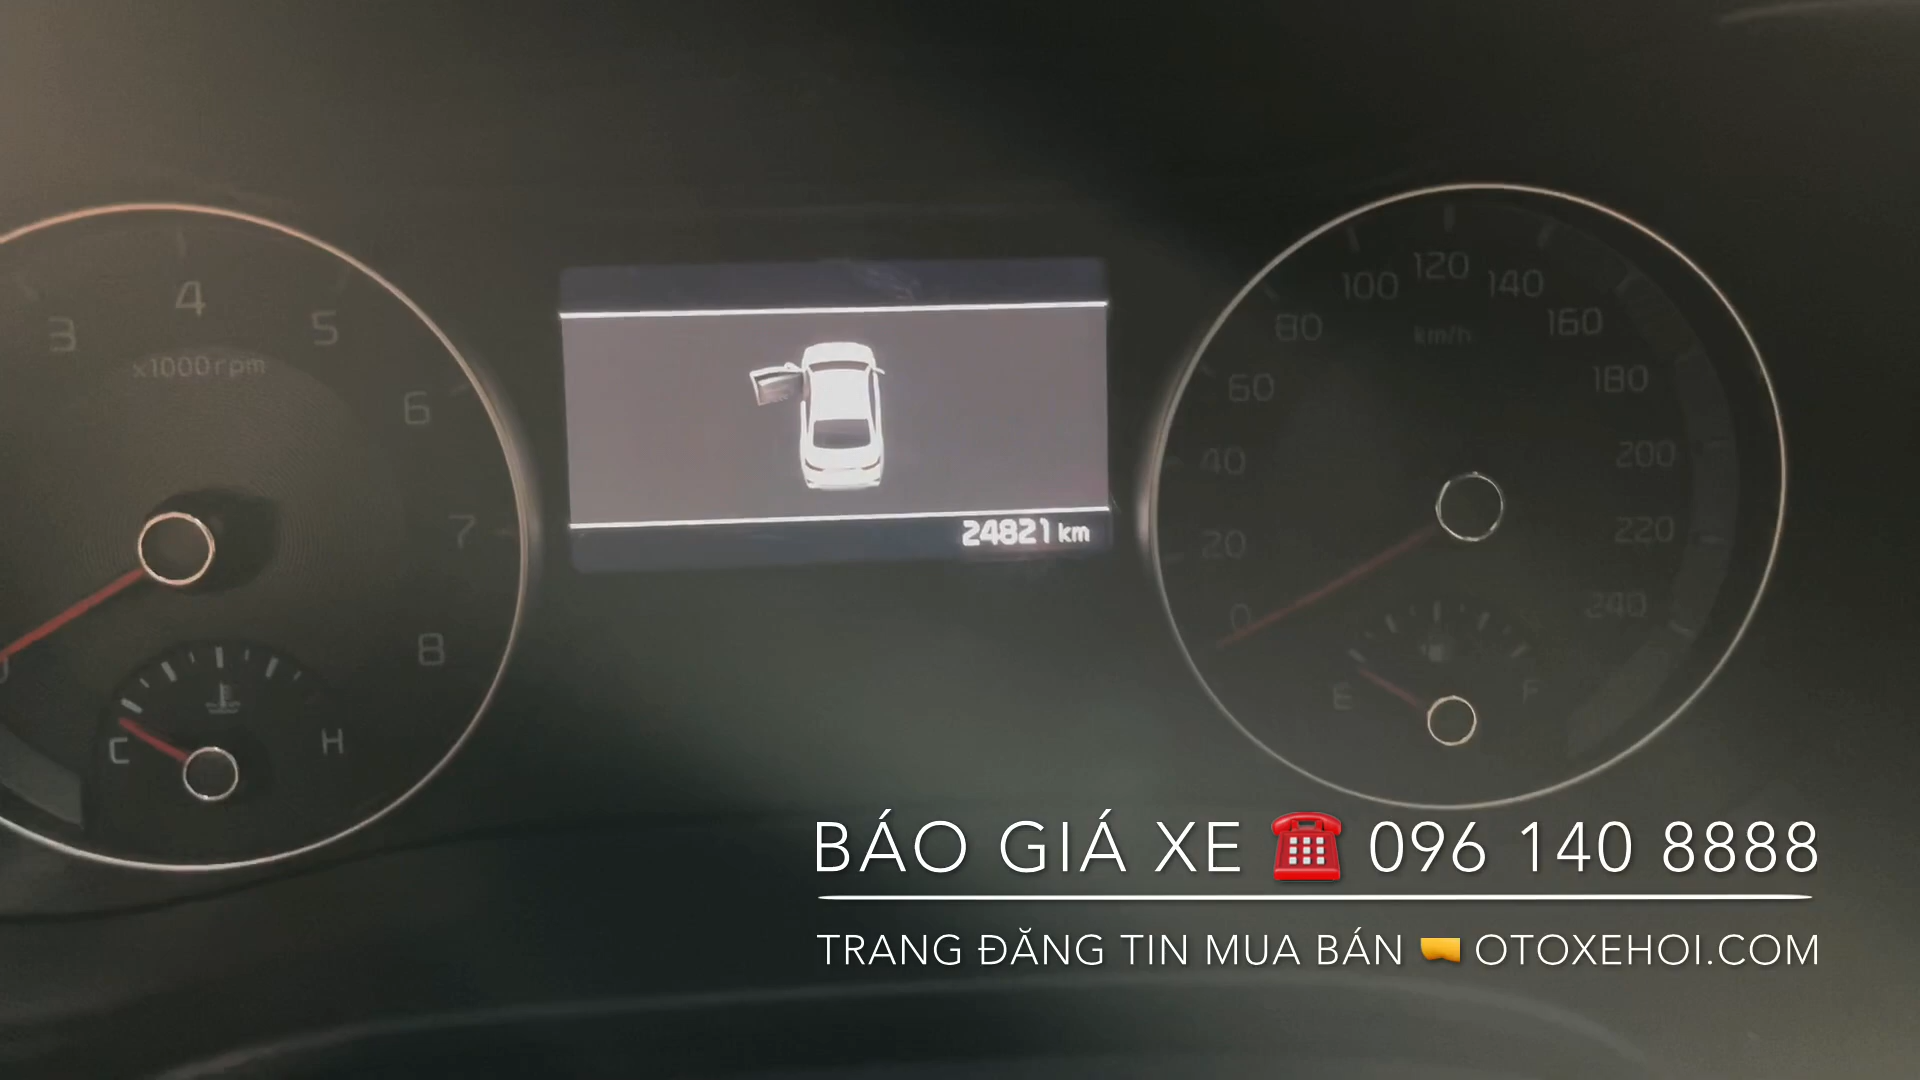 3
4
5
x1000rpm
6
7
8
C
H
24821 km
0
20
40
60
80
100
120
140
160
180
200
220
240
km/h
E
F
BÁO GIÁ XE ☎️ 096 140 8888
TRANG ĐĂNG TIN MUA BÁN OTOXEHOI.COM